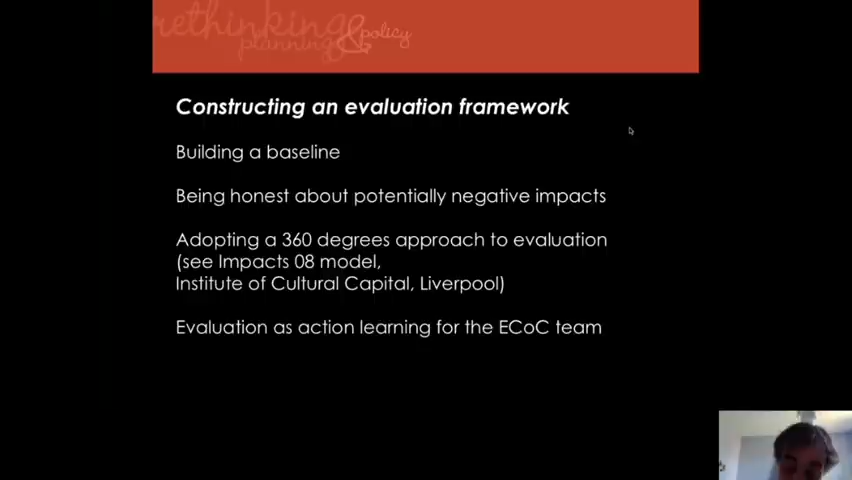 rethinking
planning
&
policy
Constructing an evaluation framework
Building a baseline
Being honest about potentially negative impacts
Adopting a 360 degrees approach to evaluation
(see Impacts 08 model,
Institute of Cultural Capital, Liverpool)
Evaluation as action learning for the ECoC team